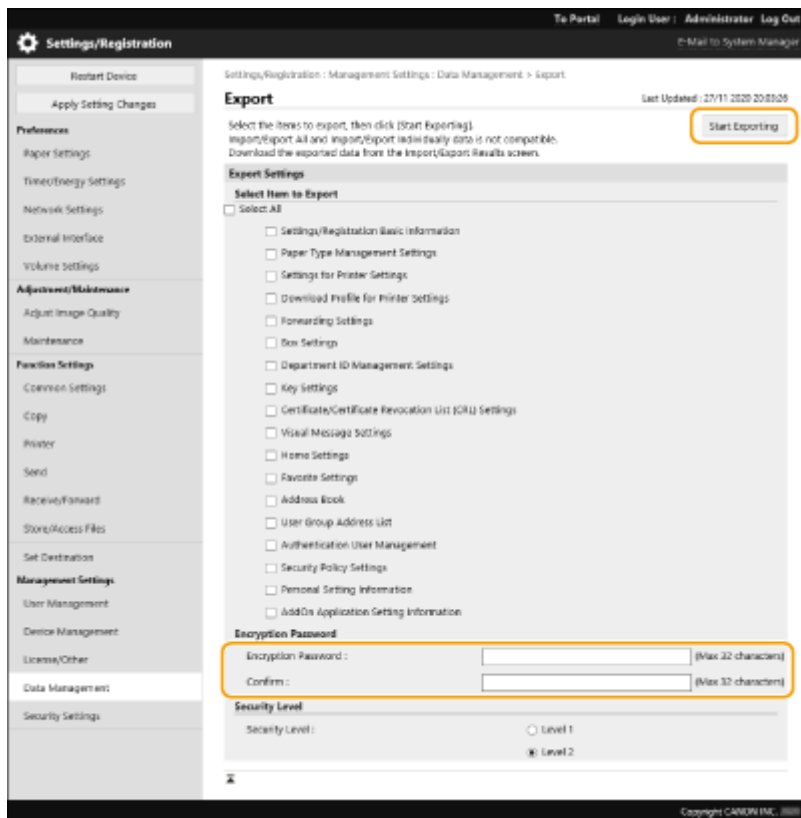 To Portal Login User : Administrator Log Out
Settings/Registration
E-Mail to System Manager
Restart Device
Apply Setting Changes
Preferences
Paper Settings
Timer/Energy Settings
Network Settings
External Interface
Volume Settings
Adjustment/Maintenance
Adjust Image Quality
Maintenance
Function Settings
Common Settings
Copy
Printer
Send
Receive/Forward
Store/Access Files
Set Destination
Management Settings
User Management
Device Management
License/Other
Data Management
Security Settings
Settings/Registration : Management Settings : Data Management > Export
Export
Last Updated : 27/11 2020 20:03:26
Select the items to export, then click [Start Exporting].
Import/Export All and Import/Export Individually data is not compatible.
Download the exported data from the Import/Export Results screen.
Start Exporting
Export Settings
Select Item to Export
Select All
Settings/Registration Basic Information
Paper Type Management Settings
Settings for Printer Settings
Download Profile for Printer Settings
Forwarding Settings
Box Settings
Department ID Management Settings
Key Settings
Certificate/Certificate Revocation List (CRL) Settings
Visual Message Settings
Home Settings
Favorite Settings
Address Book
User Group Address List
Authentication User Management
Security Policy Settings
Personal Setting Information
AddOn Application Setting Information
Encryption Password
Encryption Password : (Max 32 characters)
Confirm : (Max 32 characters)
Security Level
Security Level : Level 1
Level 2
Copyright CANON INC.